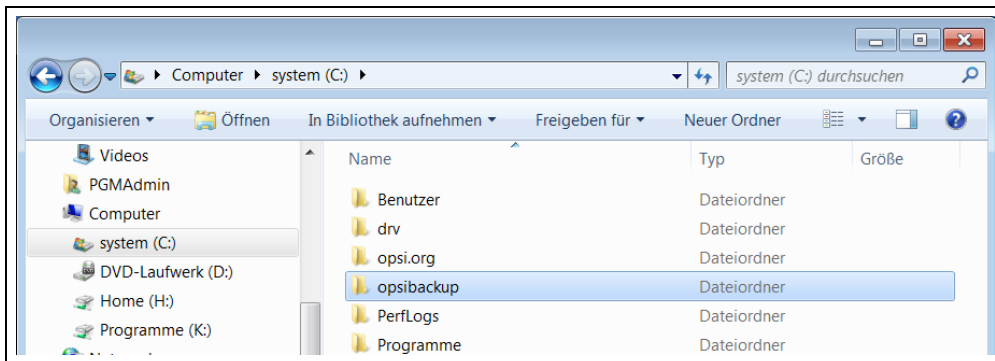 Computer ▸ system (C:) ▸ system (C:) durchsuchen
Organisieren Öffnen In Bibliothek aufnehmen Freigeben für Neuer Ordner
Videos
PGMAdmin
Computer
system (C:)
DVD-Laufwerk (D:)
Home (H:)
Programme (K:)
Name Typ Größe
Benutzer Dateiordner
drv Dateiordner
opsi.org Dateiordner
opsibackup Dateiordner
PerfLogs Dateiordner
Programme Dateiordner